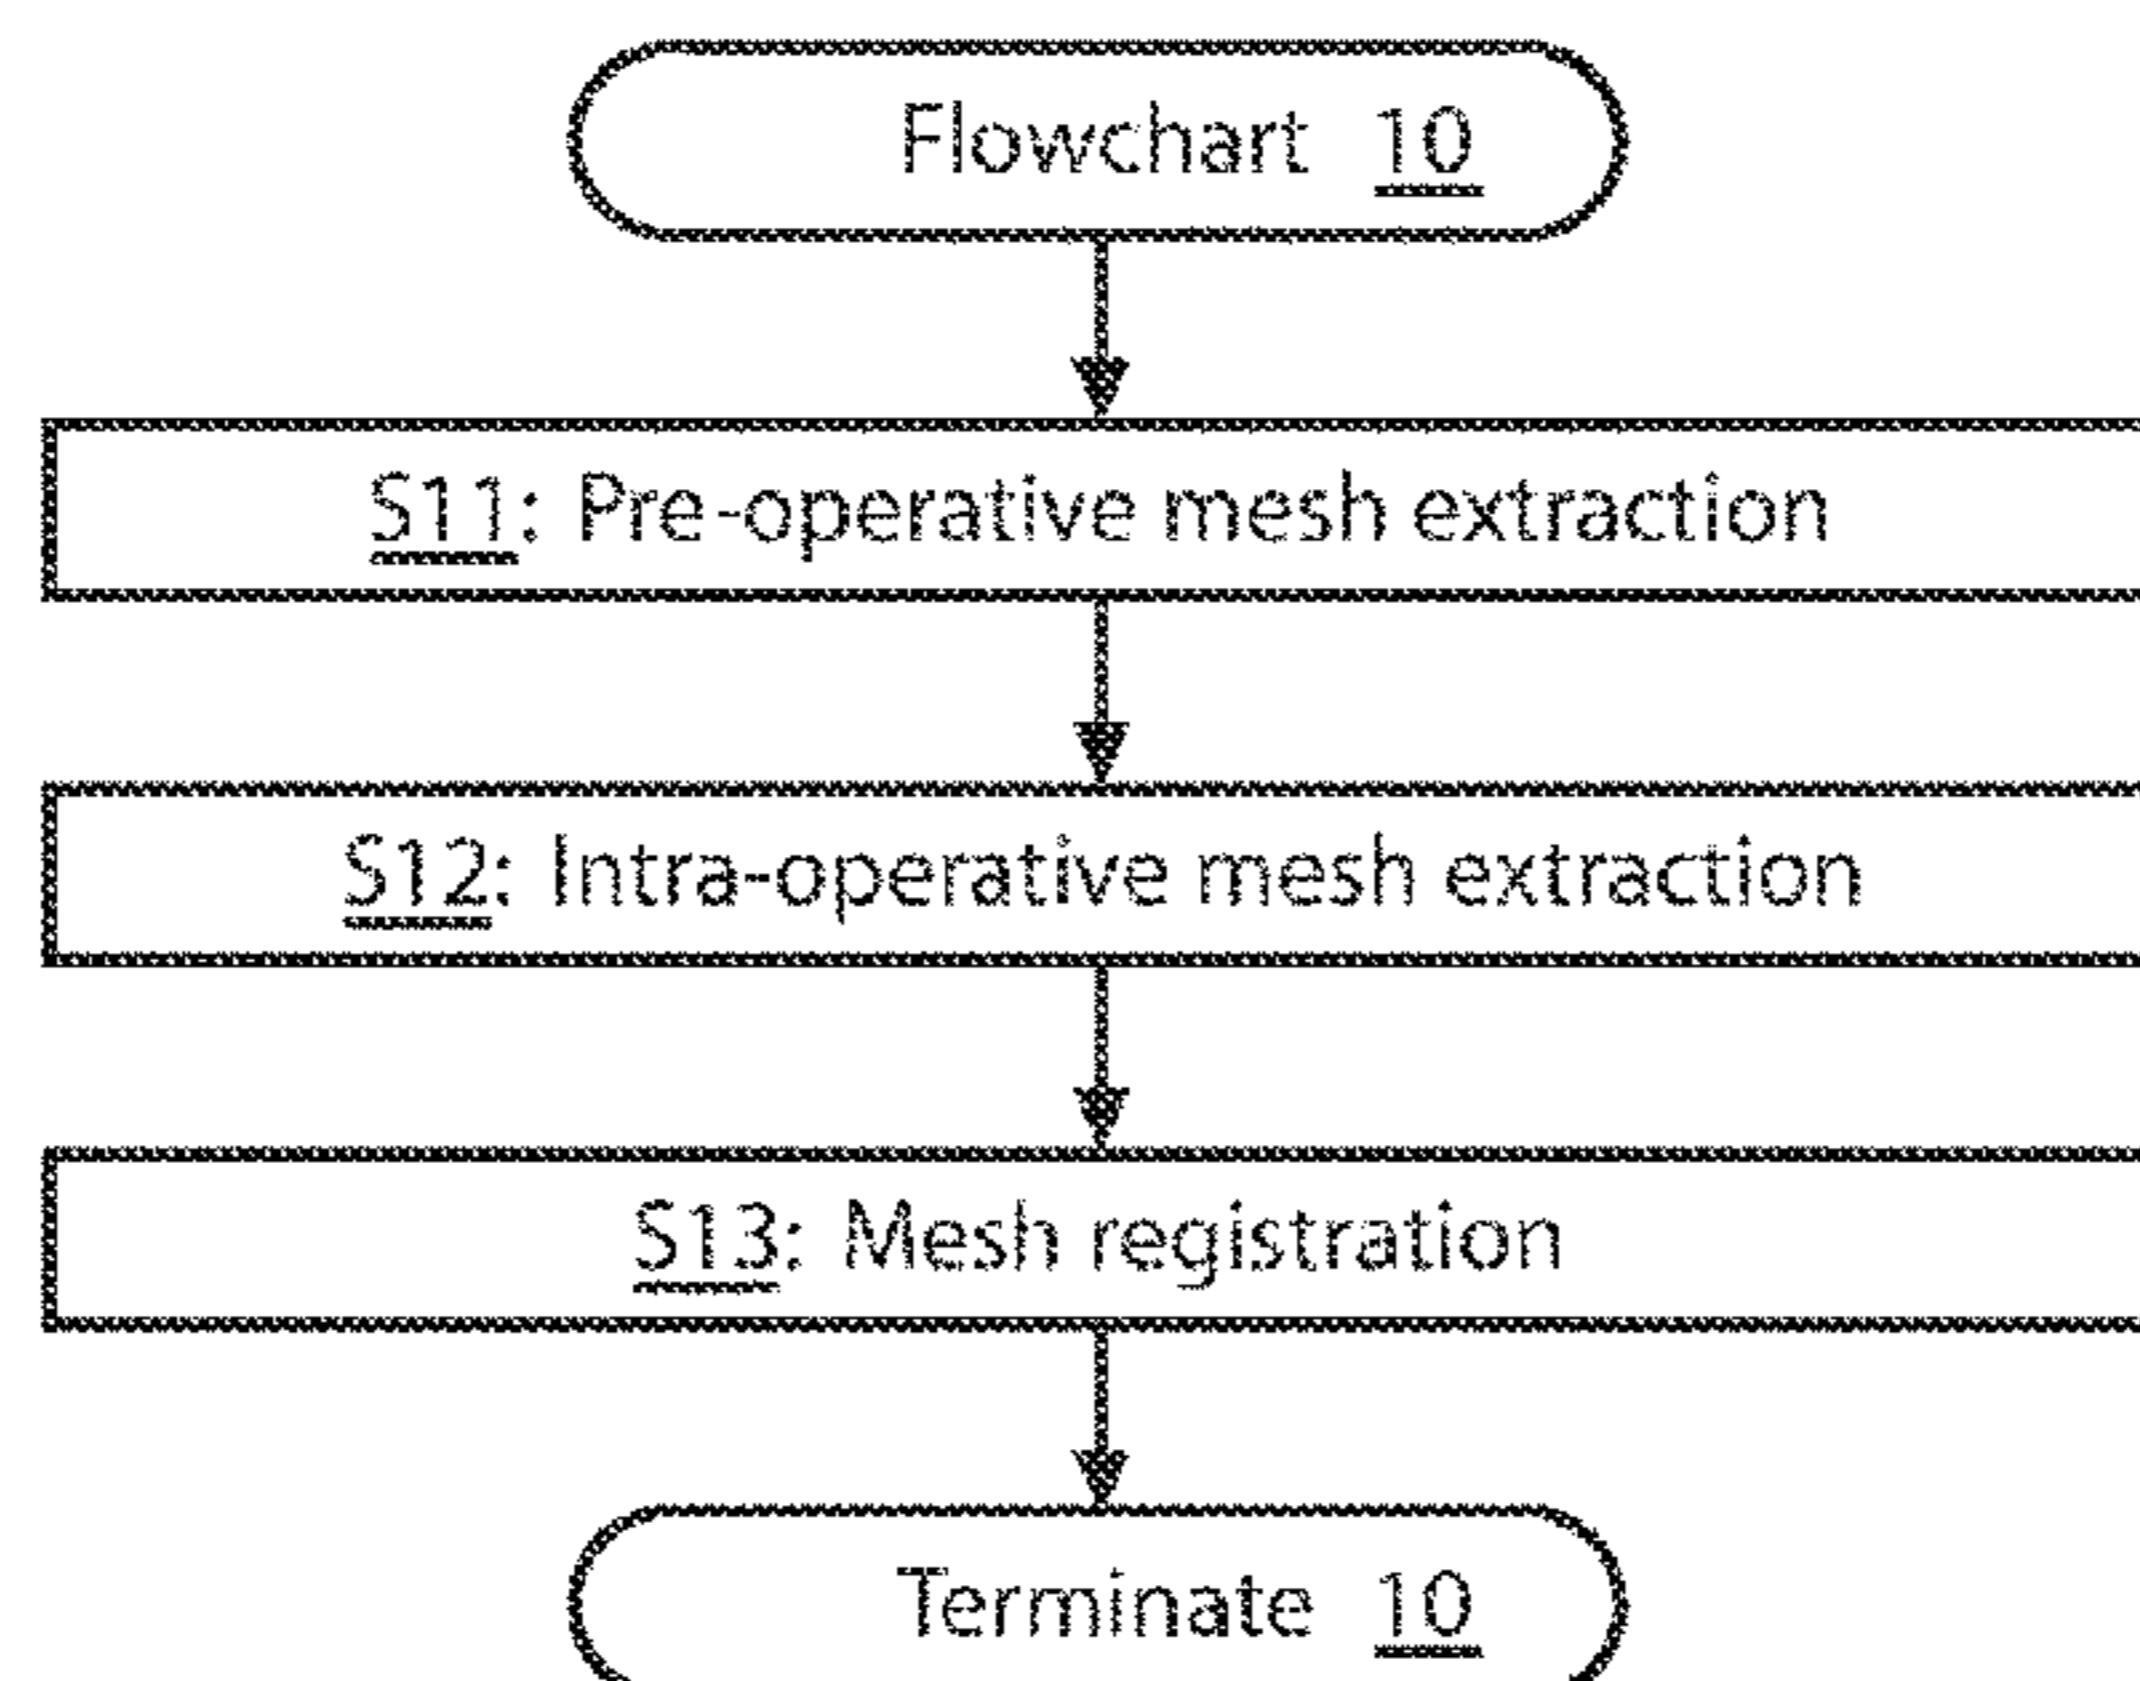 Flowchart 10
S11: Pre-operative mesh extraction
S12: Intra-operative mesh extraction
S13: Mesh registration
Terminate 10